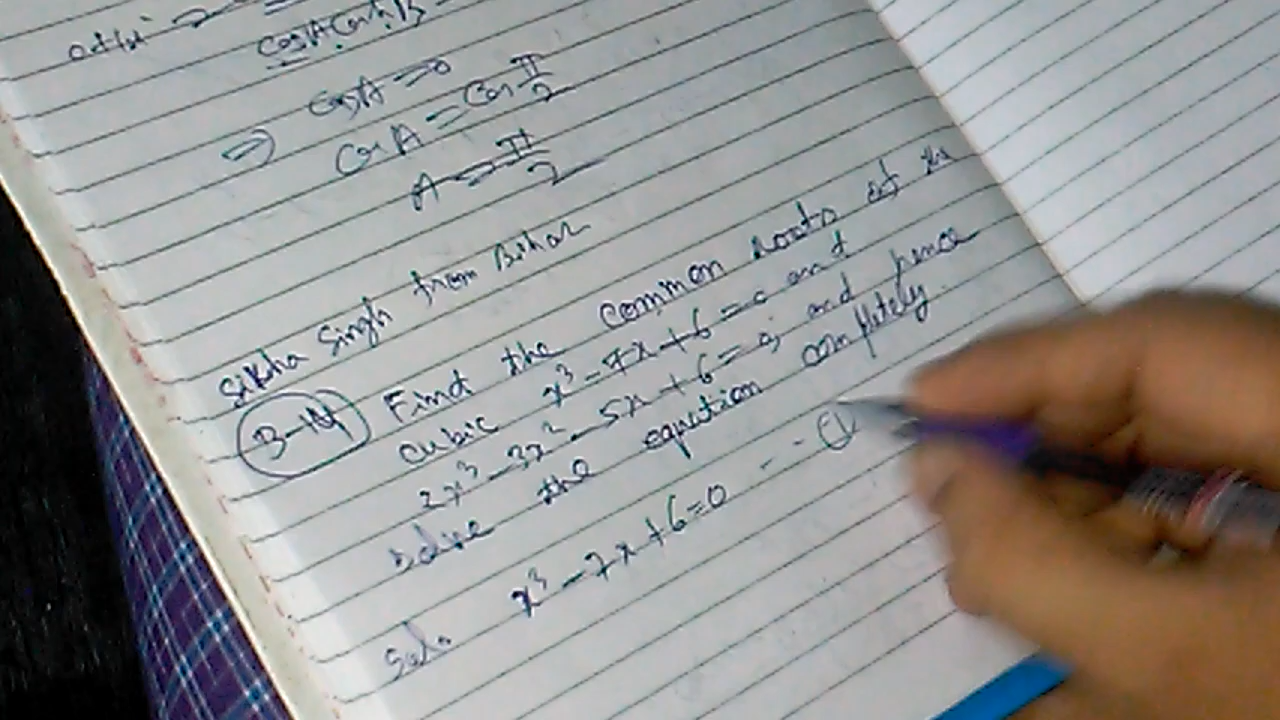 ⇒ CosA = 0
CosA = Cos π/2
A = π/2
Sikha Singh from Bihar
3-14 Find the common roots of the
cubic x³ - 7x + 6 = 0 and
2x³ - 3x² - 5x + 6 = 0, and hence
solve the equation completely.
Soln. x³ - 7x + 6 = 0 - - ①